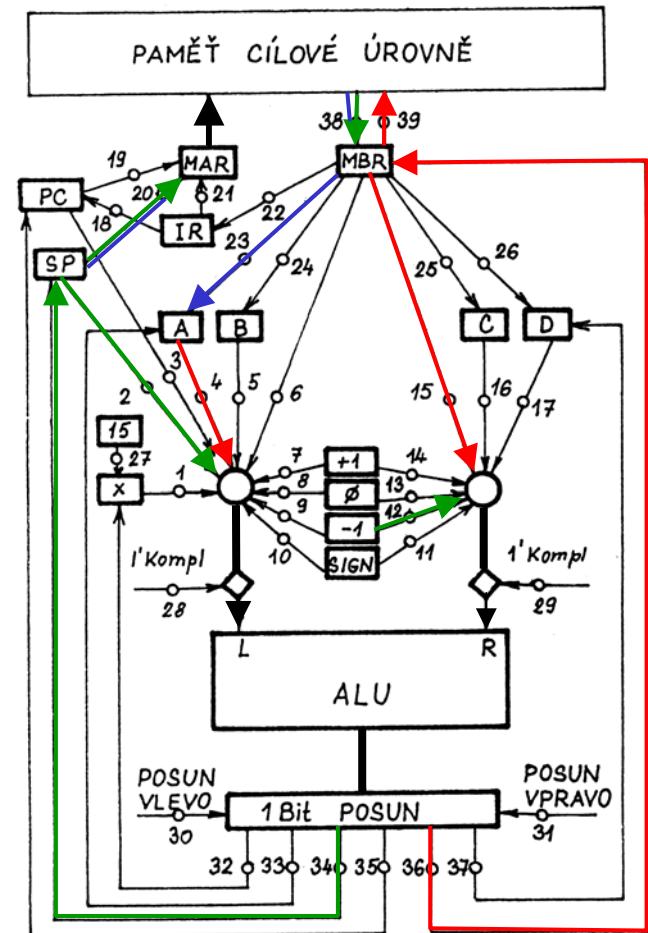 PAMĚŤ CÍLOVÉ ÚROVNĚ
38 39
19 MAR MBR
PC 20 21
18 IR 22
SP 23 24 25 26
A B C D
2 3 4 5 6 15 16 17
15
27
X 1
7 +1 14
8 Ø 13
9 -1 12
10 SIGN 11
1'Kompl 1'Kompl
28 29
L R
ALU
POSUN VLEVO
30
1 Bit POSUN
POSUN VPRAVO
31
32 33 34 35 36 37